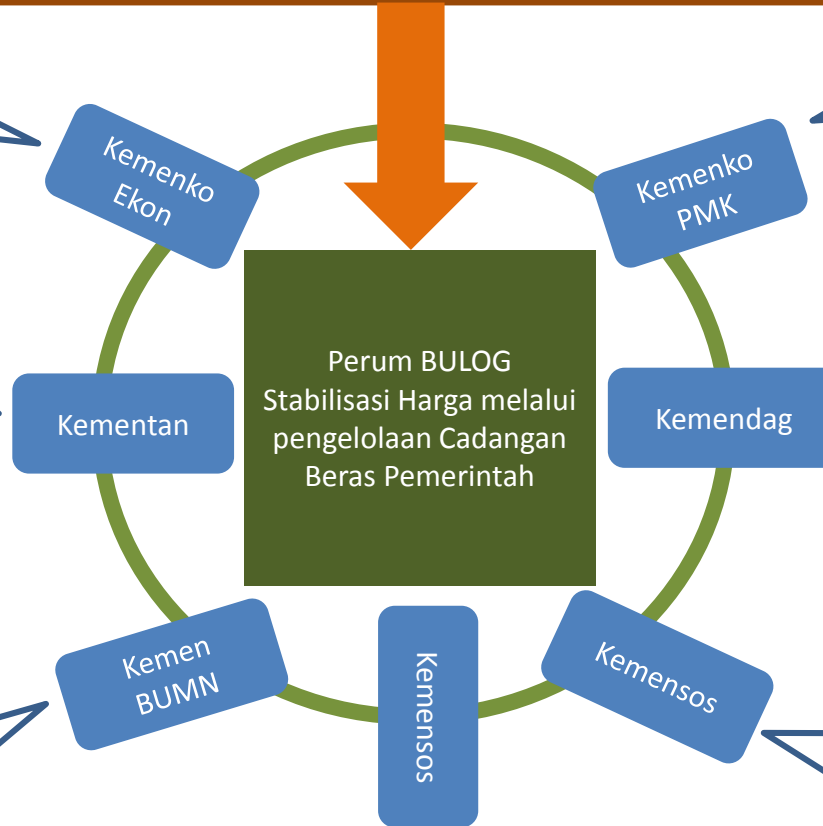 Kemenko
Ekon
Kemenko
PMK
Perum BULOG
Stabilisasi Harga melalui
pengelolaan Cadangan
Beras Pemerintah
Kementan
Kemendag
Kemen
BUMN
Kemensos
Kemensos